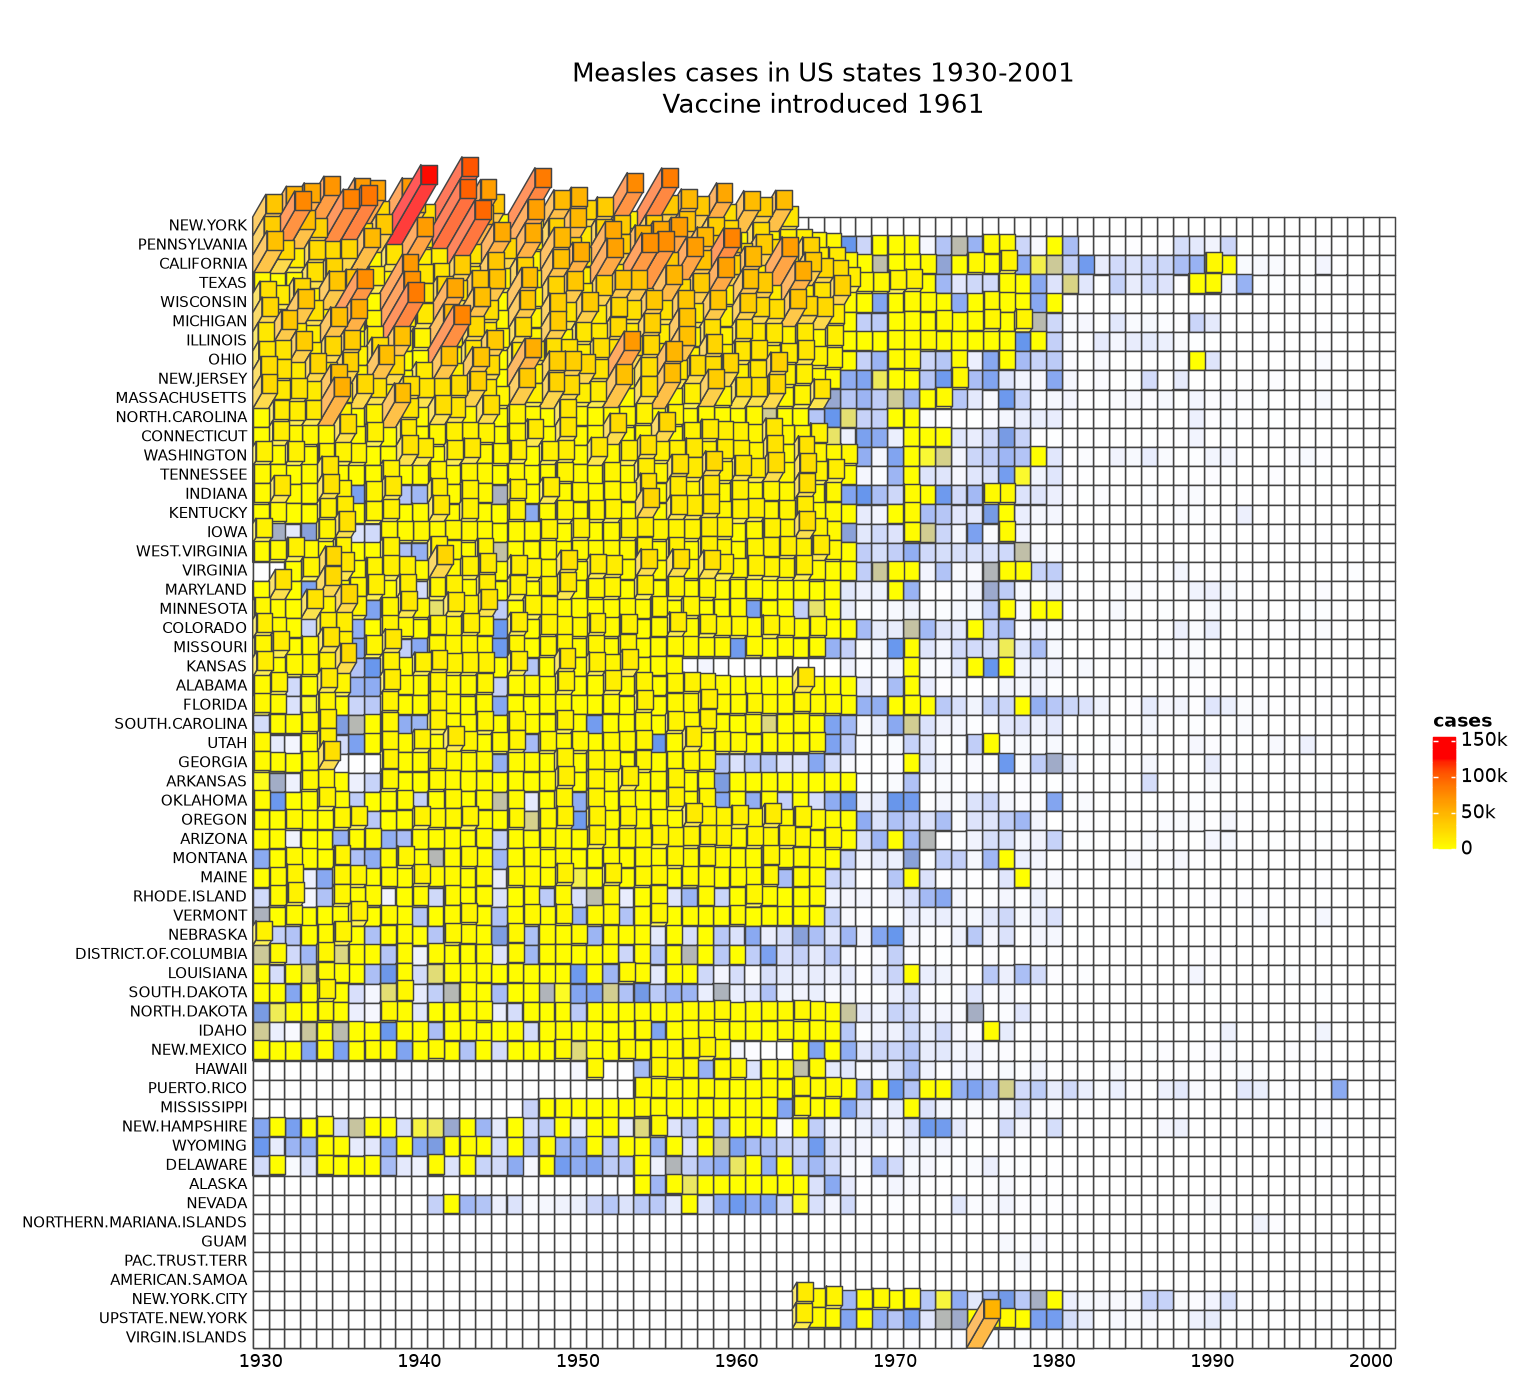 Measles cases in US states 1930-2001
Vaccine introduced 1961
NEW.YORK
PENNSYLVANIA
CALIFORNIA
TEXAS
WISCONSIN
MICHIGAN
ILLINOIS
OHIO
NEW.JERSEY
MASSACHUSETTS
NORTH.CAROLINA
CONNECTICUT
WASHINGTON
TENNESSEE
INDIANA
KENTUCKY
IOWA
WEST.VIRGINIA
VIRGINIA
MARYLAND
MINNESOTA
COLORADO
MISSOURI
KANSAS
ALABAMA
FLORIDA
SOUTH.CAROLINA
UTAH
GEORGIA
ARKANSAS
OKLAHOMA
OREGON
ARIZONA
MONTANA
MAINE
RHODE.ISLAND
VERMONT
NEBRASKA
DISTRICT.OF.COLUMBIA
LOUISIANA
SOUTH.DAKOTA
NORTH.DAKOTA
IDAHO
NEW.MEXICO
HAWAII
PUERTO.RICO
MISSISSIPPI
NEW.HAMPSHIRE
WYOMING
DELAWARE
ALASKA
NEVADA
NORTHERN.MARIANA.ISLANDS
GUAM
PAC.TRUST.TERR
AMERICAN.SAMOA
NEW.YORK.CITY
UPSTATE.NEW.YORK
VIRGIN.ISLANDS
1930 1940 1950 1960 1970 1980 1990 2000
cases
150k
100k
50k
0